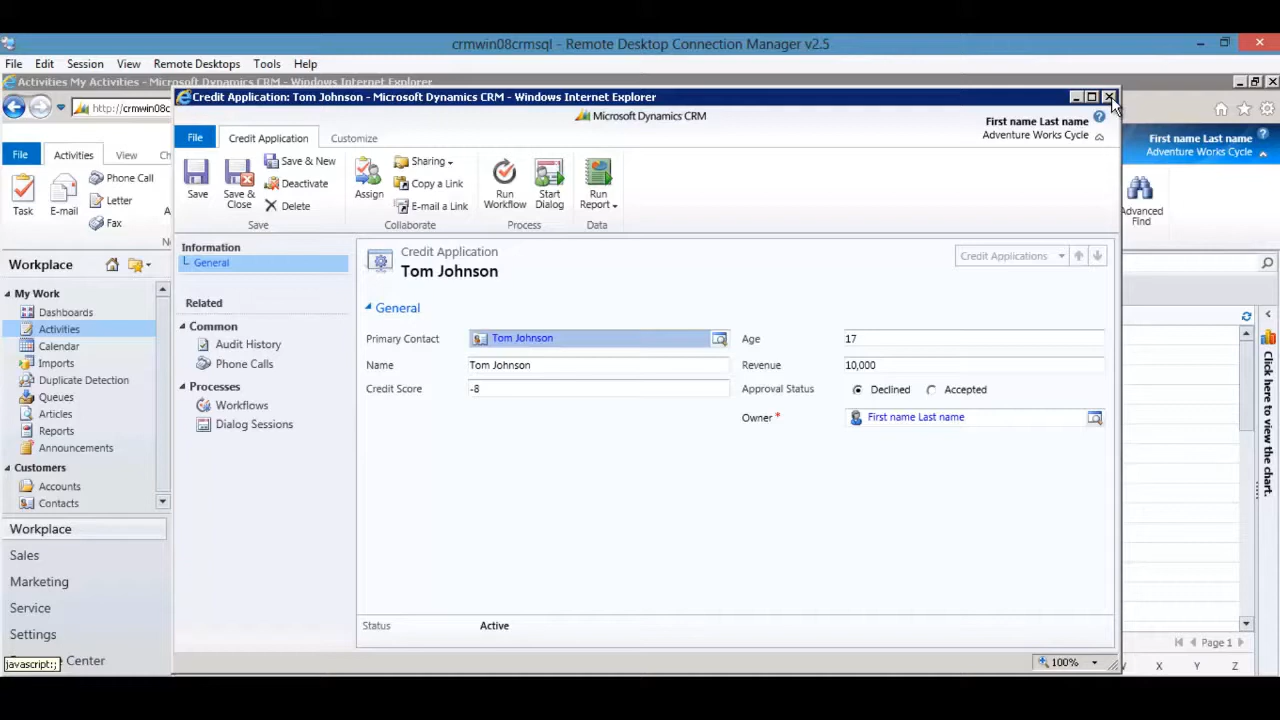 crmwin08crmsql - Remote Desktop Connection Manager v2.5
File Edit Session View Remote Desktops Tools Help
Activities My Activities - Microsoft Dynamics CRM - Windows Internet Explorer
Credit Application: Tom Johnson - Microsoft Dynamics CRM - Windows Internet Explorer
http://crmwin08c
Microsoft Dynamics CRM
First name Last name
Adventure Works Cycle
First name Last name
Adventure Works Cycle
File Activities View Ch
File Credit Application Customize
Task
E-mail
Phone Call
Letter
Fax
A
Save
Save & Close
Save & New
Deactivate
Delete
Save
Assign
Sharing
Copy a Link
E-mail a Link
Collaborate
Run Workflow
Start Dialog
Process
Run Report
Data
Advanced Find
Workplace
My Work
Dashboards
Activities
Calendar
Imports
Duplicate Detection
Queues
Articles
Reports
Announcements
Customers
Accounts
Contacts
Workplace
Sales
Marketing
Service
Settings
Center
javascript:;
Information
General
Related
Common
Audit History
Phone Calls
Processes
Workflows
Dialog Sessions
Credit Application
Tom Johnson
Credit Applications
General
Primary Contact Tom Johnson Age 17
Name Tom Johnson Revenue 10,000
Credit Score -8 Approval Status Declined Accepted
Owner * First name Last name
Status Active
100%
Click here to view the chart.
Page 1
X Y Z